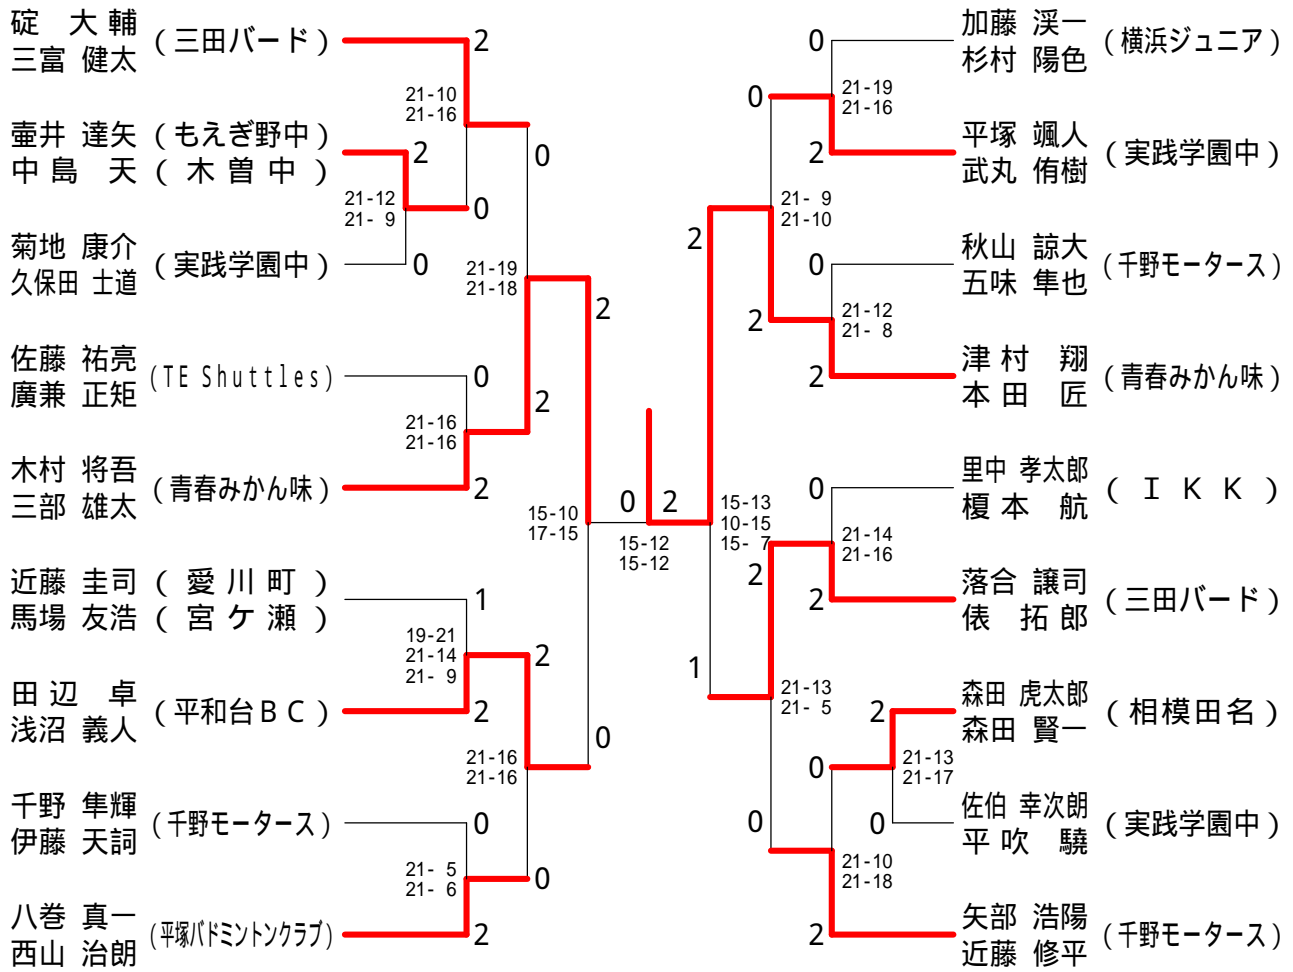 碇 大輔
三富 健太
(三田バード)
2
21-10
21-16
壷井 達矢 (もえぎ野中)
中島 天 (木曽中)
2
21-12
21- 9
0
0
菊地 康介
久保田 士道
(実践学園中)
0
21-19
21-18
2
佐藤 祐亮
廣兼 正矩
(TE Shuttles)
0
21-16
21-16
2
木村 将吾
三部 雄太
(青春みかん味)
2
15-10
17-15
0 2
15-12
15-12
近藤 圭司 (愛川町)
馬場 友浩 (宮ケ瀬)
1
19-21
21-14
21- 9
2
田辺 卓
浅沼 義人
(平和台BC)
2
0
21-16
21-16
千野 隼輝
伊藤 天詞
(千野モータース)
0
21- 5
21- 6
0
八巻 真一
西山 治朗
(平塚バドミントンクラブ)
2
加藤 渓一
杉村 陽色
(横浜ジュニア)
0
21-19
21-16
0
平塚 颯人
武丸 侑樹
(実践学園中)
2
21- 9
21-10
2
秋山 諒大
五味 隼也
(千野モータース)
0
21-12
21- 8
2
津村 翔
本田 匠
(青春みかん味)
2
15-13
10-15
15- 7
里中 孝太郎
榎本 航
(IKK)
0
21-14
21-16
2
落合 譲司
俵 拓郎
(三田バード)
2
1
21-13
21- 5
森田 虎太郎
森田 賢一
(相模田名)
2
21-13
21-17
0
佐伯 幸次朗
平吹 驍
(実践学園中)
0
0
21-10
21-18
矢部 浩陽
近藤 修平
(千野モータース)
2